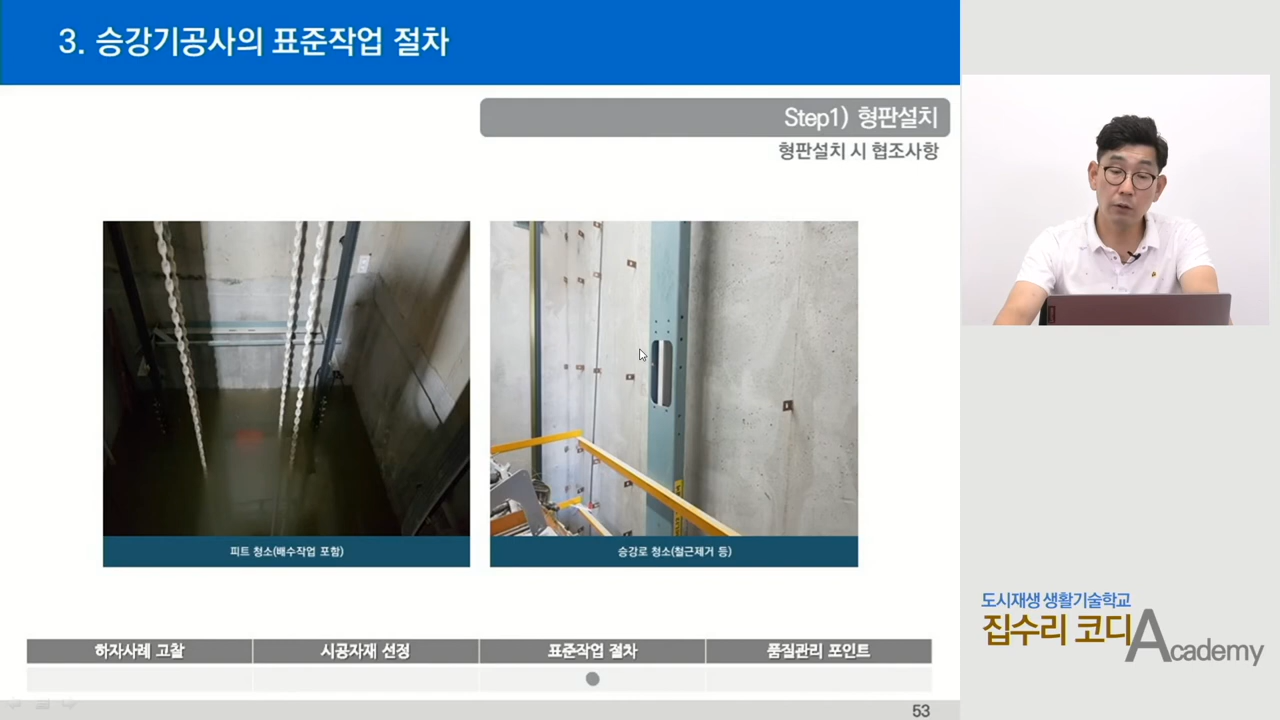 3. 승강기공사의 표준작업 절차
Step1) 형판설치
형판설치 시 협조사항
피트 청소(배수작업 포함)
승강로 청소(철근제거 등)
하자사례 고찰
시공자재 선정
표준작업 절차
품질관리 포인트
53
도시재생 생활기술학교
집수리 코디 Academy